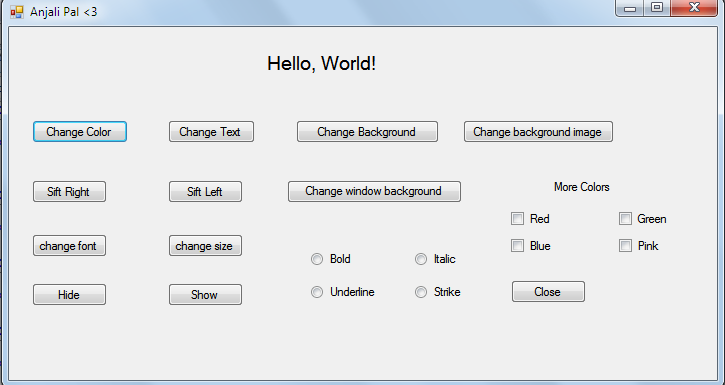 Anjali Pal <3
Hello, World!
Change Color Change Text Change Background Change background image
Sift Right Sift Left Change window background More Colors
Red Green
change font change size Blue Pink
Bold Italic
Hide Show Underline Strike Close